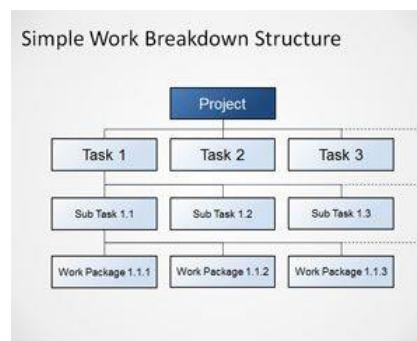 Simple Work Breakdown Structure
Project
Task 1
Task 2
Task 3
Sub Task 1.1
Sub Task 1.2
Sub Task 1.3
Work Package 1.1.1
Work Package 1.1.2
Work Package 1.1.3